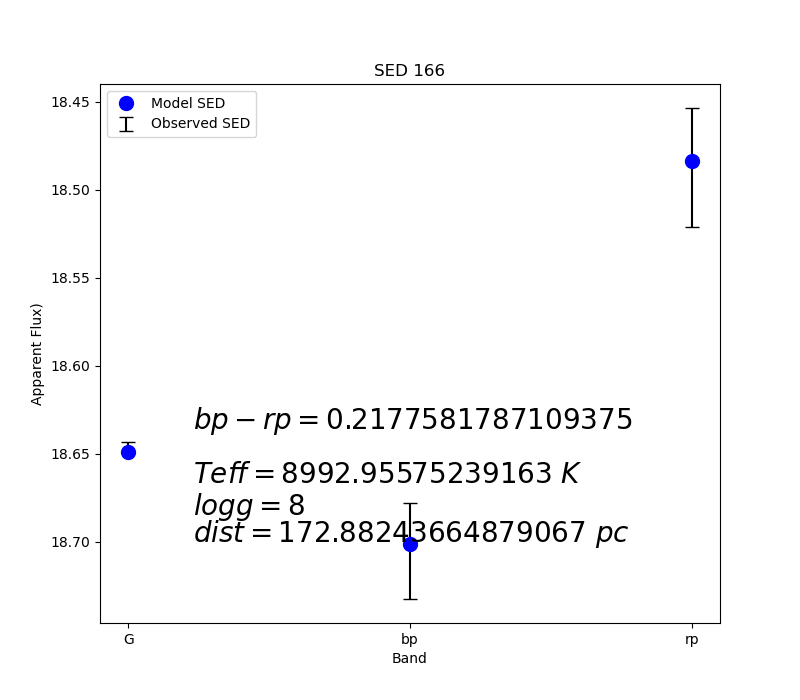 SED 166
Model SED
Observed SED
18.45
18.50
18.55
18.60
18.65
18.70
Apparent Flux)
bp − rp = 0.2177581787109375
Teff = 8992.95575239163 K
logg = 8
dist = 172.88243664879067 pc
G bp rp
Band